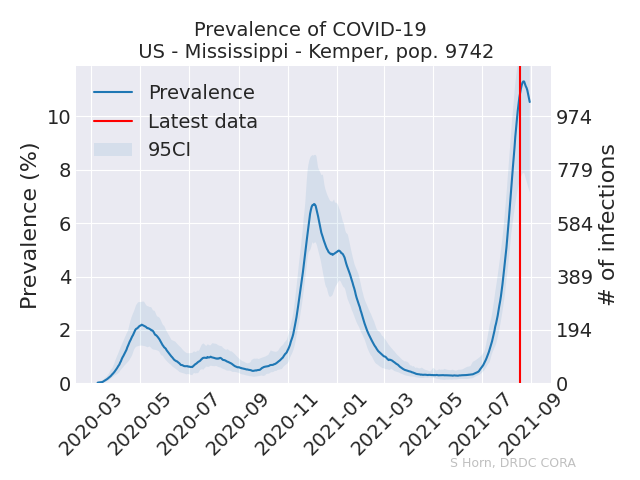 Prevalence of COVID-19
US - Mississippi - Kemper, pop. 9742
Prevalence
Latest data
95CI
Prevalence (%)
10
8
6
4
2
0
974
779
584
389
194
0
# of infections
2020-03
2020-05
2020-07
2020-09
2020-11
2021-01
2021-03
2021-05
2021-07
2021-09
S Horn, DRDC CORA